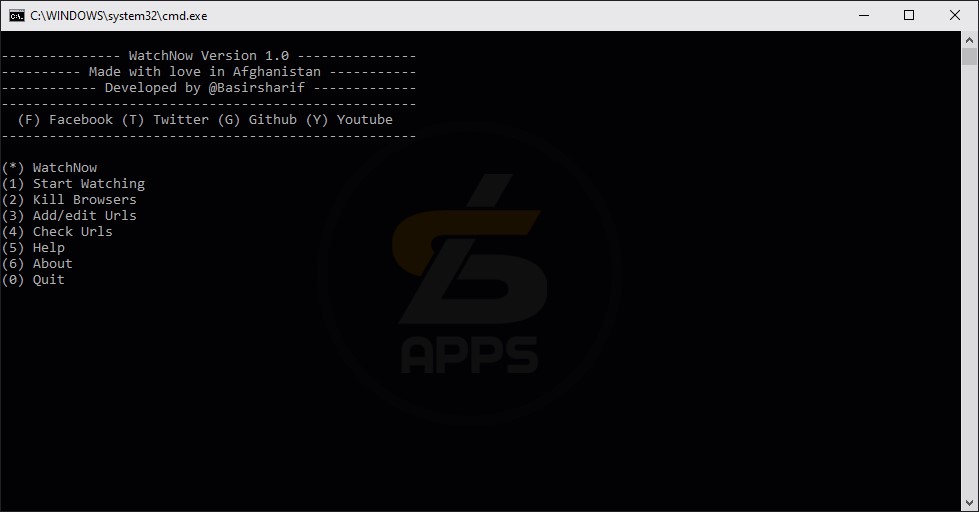 C:\WINDOWS\system32\cmd.exe
--------------- WatchNow Version 1.0 ---------------
---------- Made with love in Afghanistan -----------
------------ Developed by @Basirsharif -------------
----------------------------------------------------
(F) Facebook (T) Twitter (G) Github (Y) Youtube
----------------------------------------------------
(*) WatchNow
(1) Start Watching
(2) Kill Browsers
(3) Add/edit Urls
(4) Check Urls
(5) Help
(6) About
(0) Quit
APPS